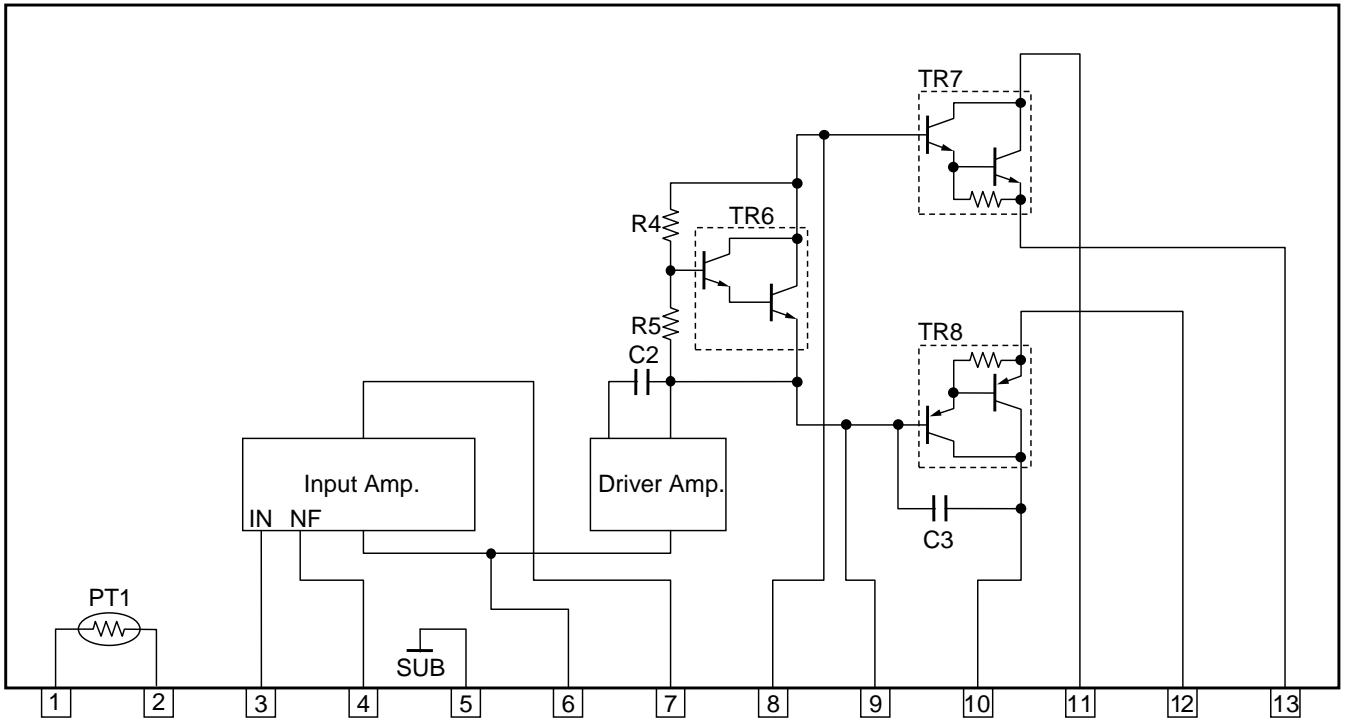 TR7
R4
TR6
R5
TR8
C2
Input Amp.
Driver Amp.
IN NF
C3
PT1
SUB
1 2 3 4 5 6 7 8 9 10 11 12 13